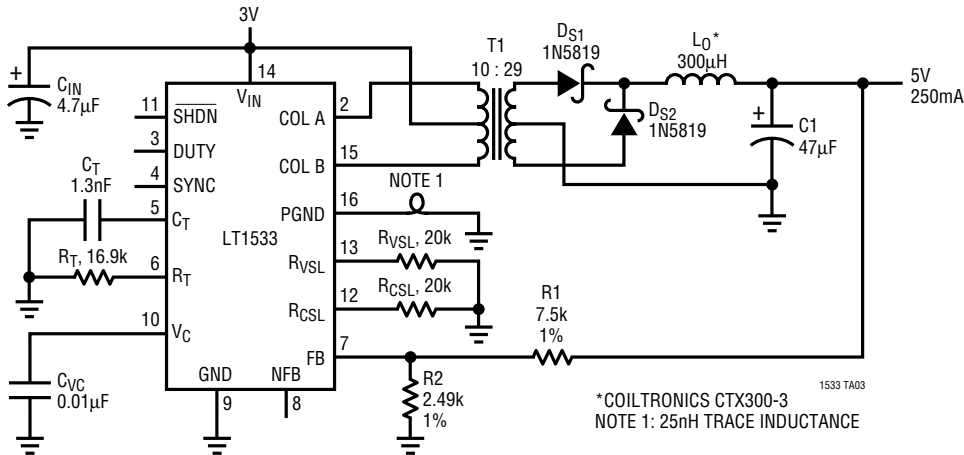 3V
+
C_IN
4.7µF
14
V_IN
11
SHDN
3
DUTY
4
SYNC
C_T
1.3nF
5
C_T
R_T, 16.9k
6
R_T
10
V_C
C_VC
0.01µF
GND
9
NFB
8
LT1533
2
COL A
15
COL B
16
PGND
NOTE 1
13
R_VSL
R_VSL, 20k
12
R_CSL
R_CSL, 20k
7
FB
T1
10 : 29
D_S1
1N5819
D_S2
1N5819
L_O*
300µH
5V
250mA
+
C1
47µF
R1
7.5k
1%
R2
2.49k
1%
1533 TA03
*COILTRONICS CTX300-3
NOTE 1: 25nH TRACE INDUCTANCE